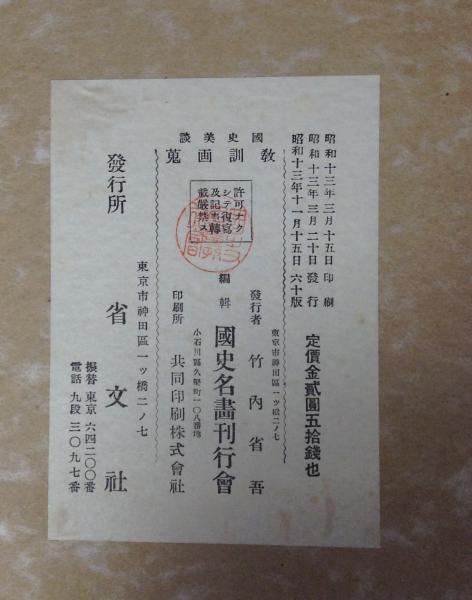 昭和十三年三月十五日印刷
昭和十三年三月二十日發行
昭和十三年十一月十五日六十版
定價金貳圓五拾錢也
國史美談
敎訓画蒐
許可ナク
シテ復寫
及記事轉
載嚴禁ス
東京市神田區一ッ橋二ノ七
發行者 竹內省吾
編輯 國史名畫刊行會
小石川區久堅町一〇八番地
印刷所 共同印刷株式會社
東京市神田區一ッ橋二ノ七
發行所 省文社
振替東京六四二〇〇番
電話九段三〇九七番